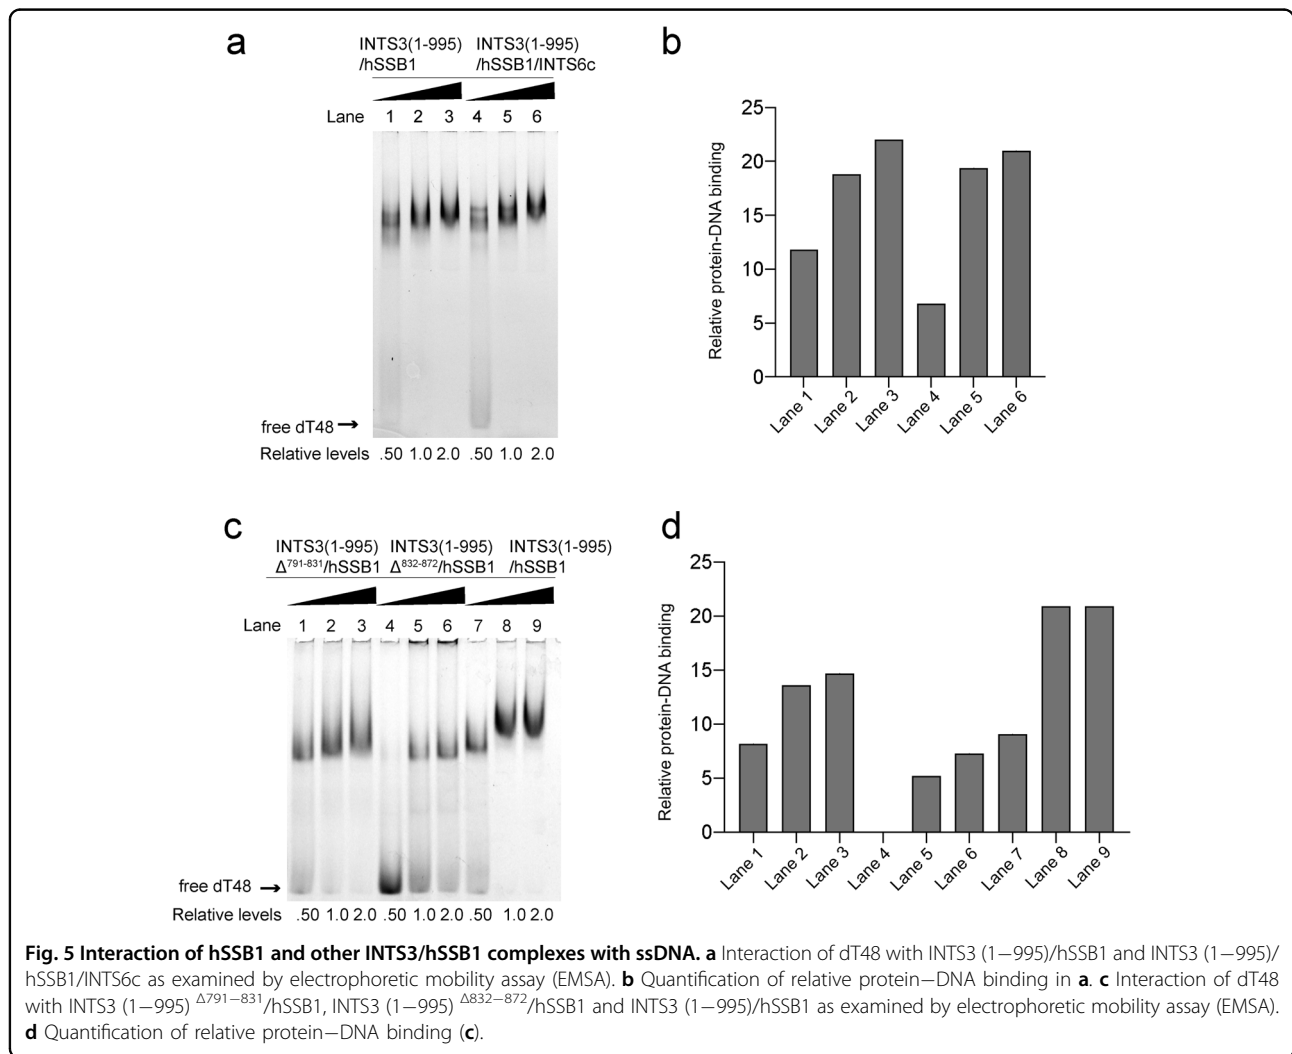 a
INTS3(1-995)
/hSSB1
INTS3(1-995)
/hSSB1/INTS6c
Lane 1 2 3 4 5 6
free dT48 →
Relative levels .50 1.0 2.0 .50 1.0 2.0
b
Relative protein-DNA binding
25
20
15
10
5
0
Lane 1 Lane 2 Lane 3 Lane 4 Lane 5 Lane 6
c
INTS3(1-995)
Δ791-831/hSSB1
INTS3(1-995)
Δ832-872/hSSB1
INTS3(1-995)
/hSSB1
Lane 1 2 3 4 5 6 7 8 9
free dT48 →
Relative levels .50 1.0 2.0 .50 1.0 2.0 .50 1.0 2.0
d
Relative protein-DNA binding
25
20
15
10
5
0
Lane 1 Lane 2 Lane 3 Lane 4 Lane 5 Lane 6 Lane 7 Lane 8 Lane 9
Fig. 5 Interaction of hSSB1 and other INTS3/hSSB1 complexes with ssDNA. a Interaction of dT48 with INTS3 (1−995)/hSSB1 and INTS3 (1−995)/
hSSB1/INTS6c as examined by electrophoretic mobility assay (EMSA). b Quantification of relative protein−DNA binding in a. c Interaction of dT48
with INTS3 (1−995) Δ791−831/hSSB1, INTS3 (1−995) Δ832−872/hSSB1 and INTS3 (1−995)/hSSB1 as examined by electrophoretic mobility assay (EMSA).
d Quantification of relative protein−DNA binding (c).